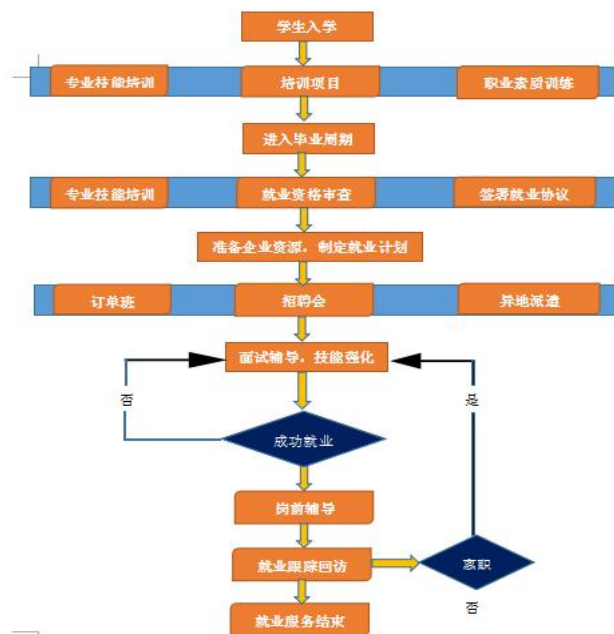 学生入学
专业技能培训 培训项目 职业素质训练
进入毕业周期
专业技能培训 就业资格审查 签署就业协议
准备企业资源，制定就业计划
订单班 招聘会 异地派遣
面试辅导，技能强化
否 是
成功就业
岗前辅导
就业跟踪回访 离职
否
就业服务结束